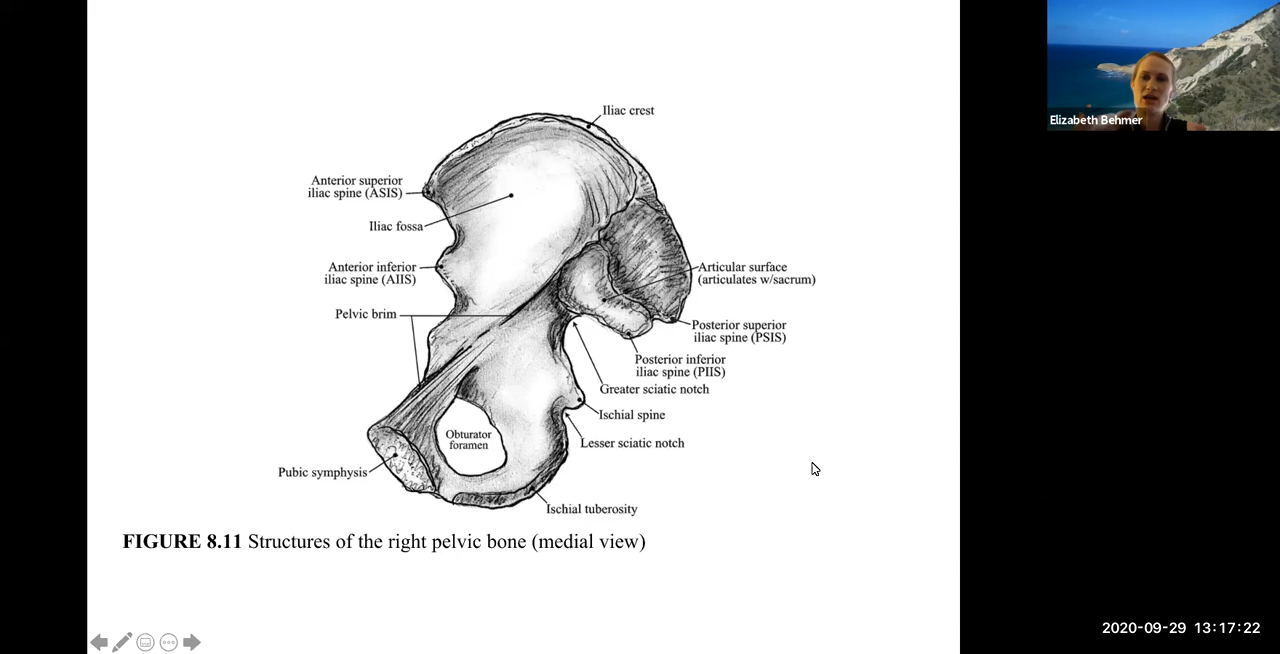 Iliac crest
Elizabeth Behmer
Anterior superior
iliac spine (ASIS)
Iliac fossa
Anterior inferior
iliac spine (AIIS)
Articular surface
(articulates w/sacrum)
Pelvic brim
Posterior superior
iliac spine (PSIS)
Posterior inferior
iliac spine (PIIS)
Greater sciatic notch
Ischial spine
Obturator
foramen
Lesser sciatic notch
Pubic symphysis
Ischial tuberosity
FIGURE 8.11 Structures of the right pelvic bone (medial view)
2020-09-29 13:17:22